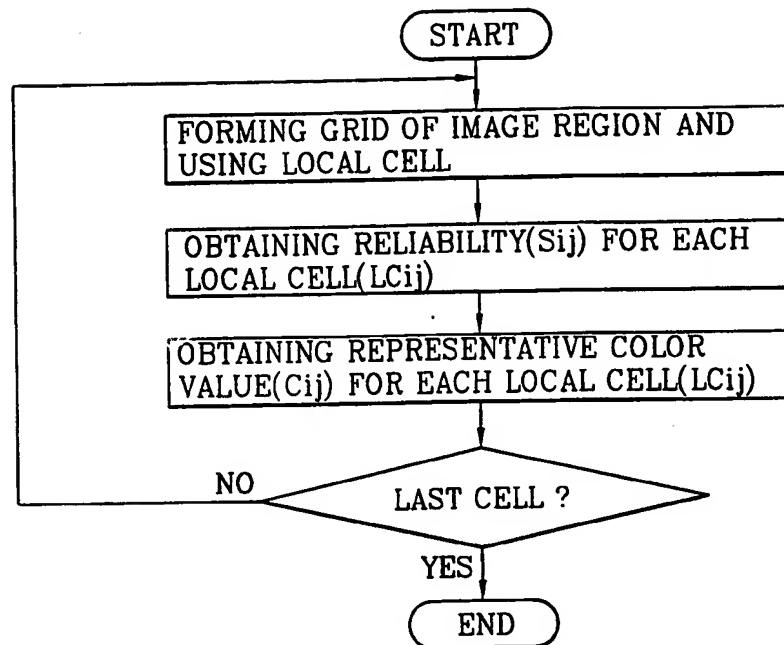 START
FORMING GRID OF IMAGE REGION AND
USING LOCAL CELL
OBTAINING RELIABILITY(Sij) FOR EACH
LOCAL CELL(LCij)
OBTAINING REPRESENTATIVE COLOR
VALUE(Cij) FOR EACH LOCAL CELL(LCij)
NO
LAST CELL ?
YES
END